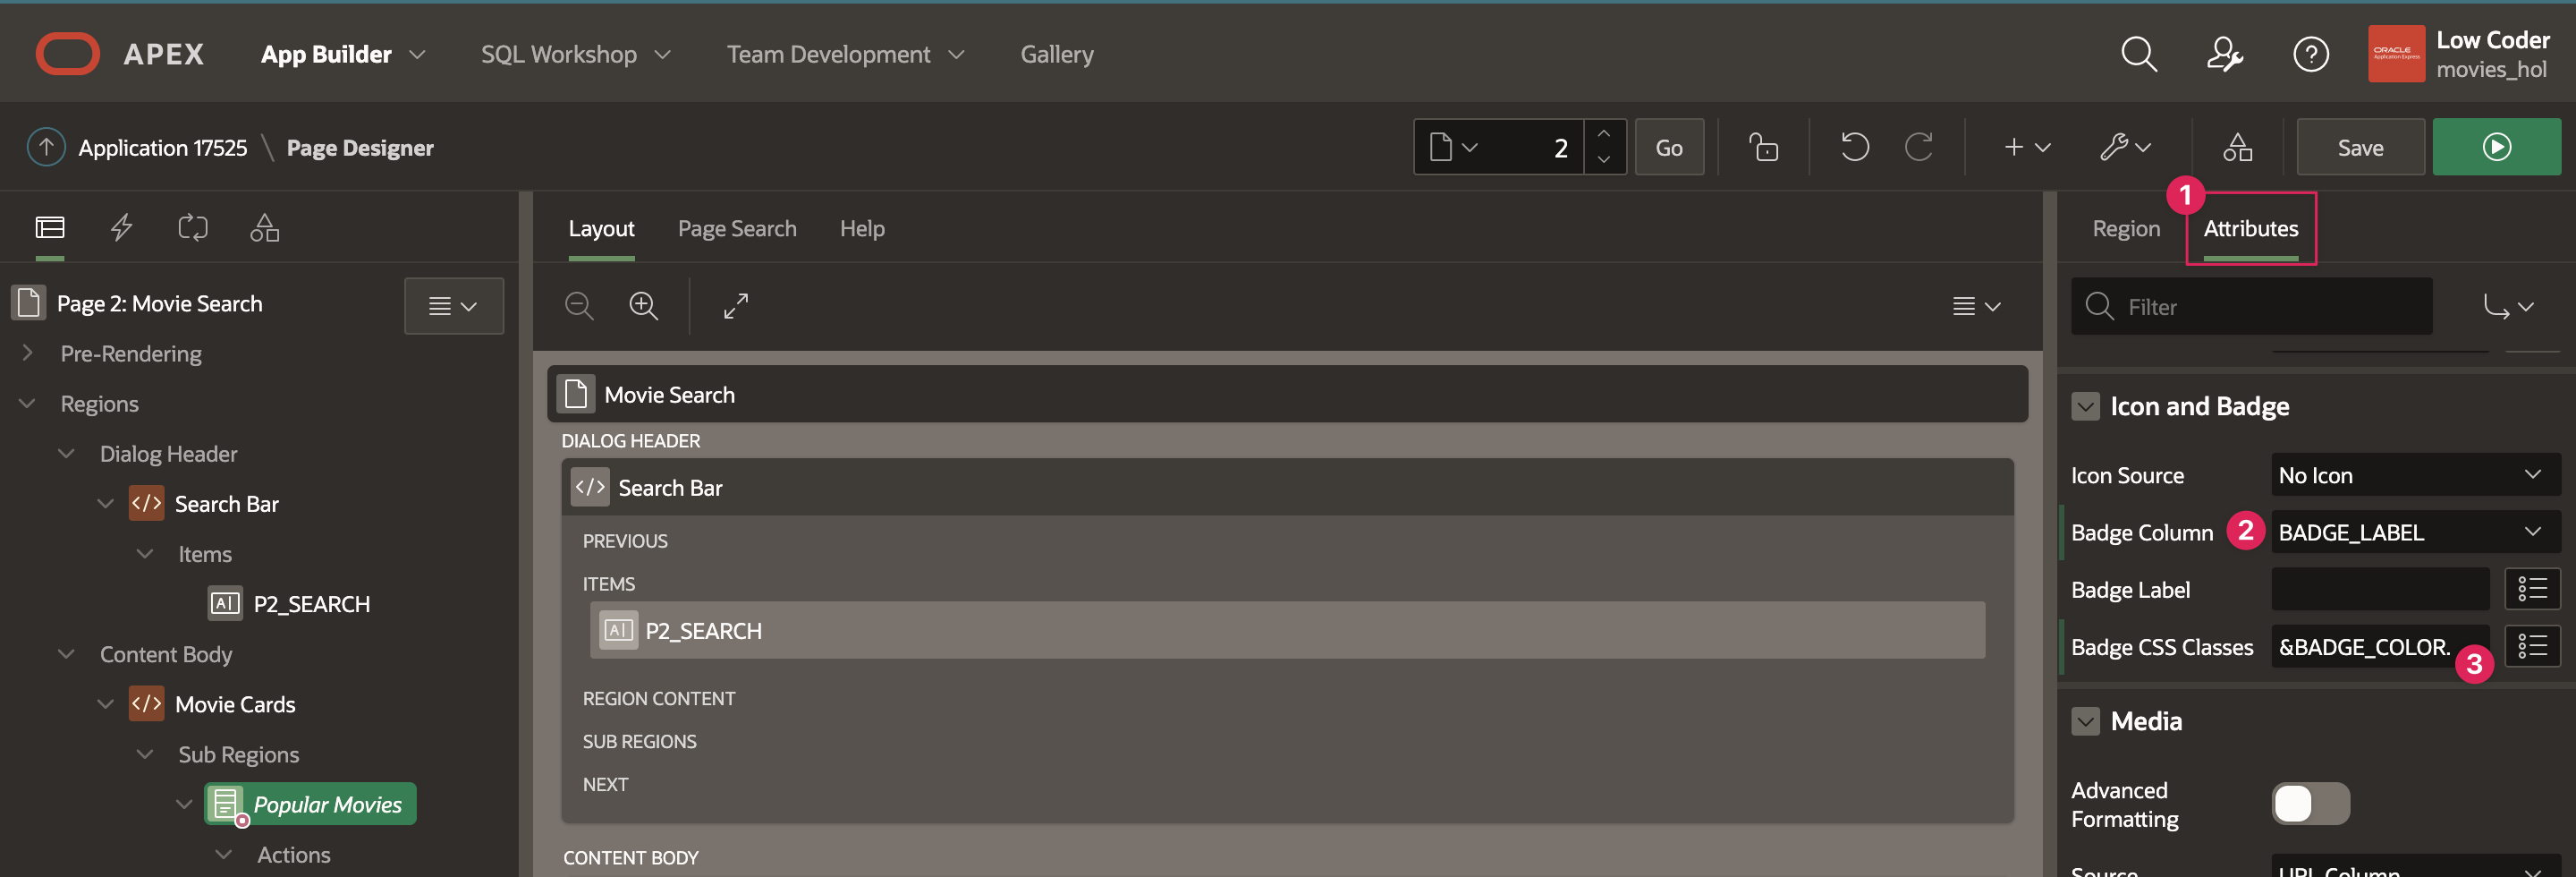 APEX App Builder SQL Workshop Team Development Gallery
ORACLE
Application Express
Low Coder
movies_hol
Application 17525 \ Page Designer
2 Go Save
1
Layout Page Search Help
Region Attributes
Page 2: Movie Search
Pre-Rendering
Regions
Dialog Header
</> Search Bar
Items
A| P2_SEARCH
Content Body
</> Movie Cards
Sub Regions
Popular Movies
Actions
Movie Search
DIALOG HEADER
</> Search Bar
PREVIOUS
ITEMS
A| P2_SEARCH
REGION CONTENT
SUB REGIONS
NEXT
CONTENT BODY
Filter
Icon and Badge
Icon Source No Icon
Badge Column 2 BADGE_LABEL
Badge Label
Badge CSS Classes &BADGE_COLOR. 3
Media
Advanced
Formatting
Source URL Column